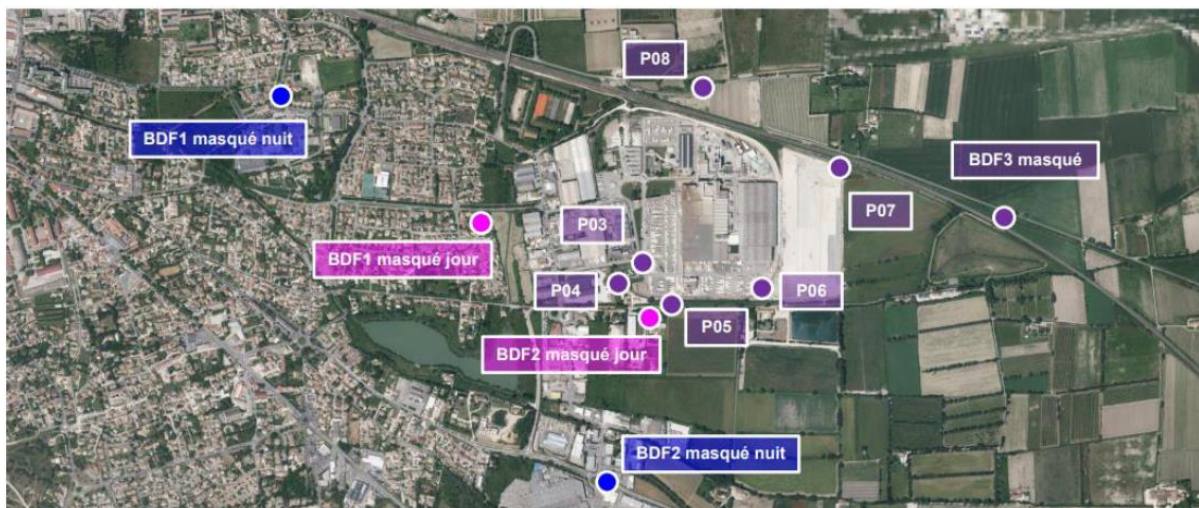 P08
BDF1 masqué nuit
BDF3 masqué
P03
P07
BDF1 masqué jour
P04
P06
P05
BDF2 masqué jour
BDF2 masqué nuit